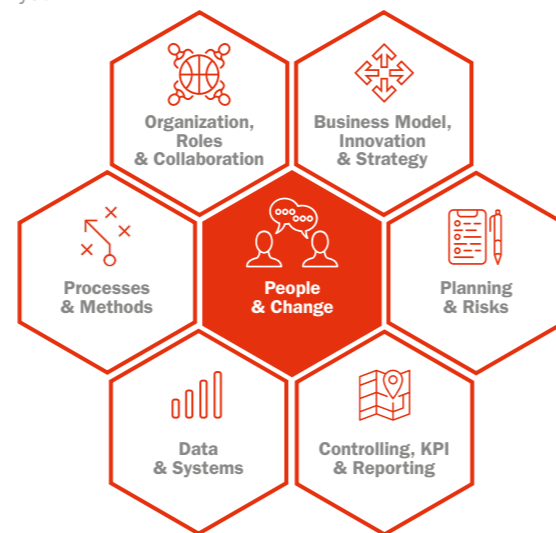 Organization,
Roles
& Collaboration
Business Model,
Innovation
& Strategy
Processes
& Methods
People
& Change
Planning
& Risks
Data
& Systems
Controlling, KPI
& Reporting